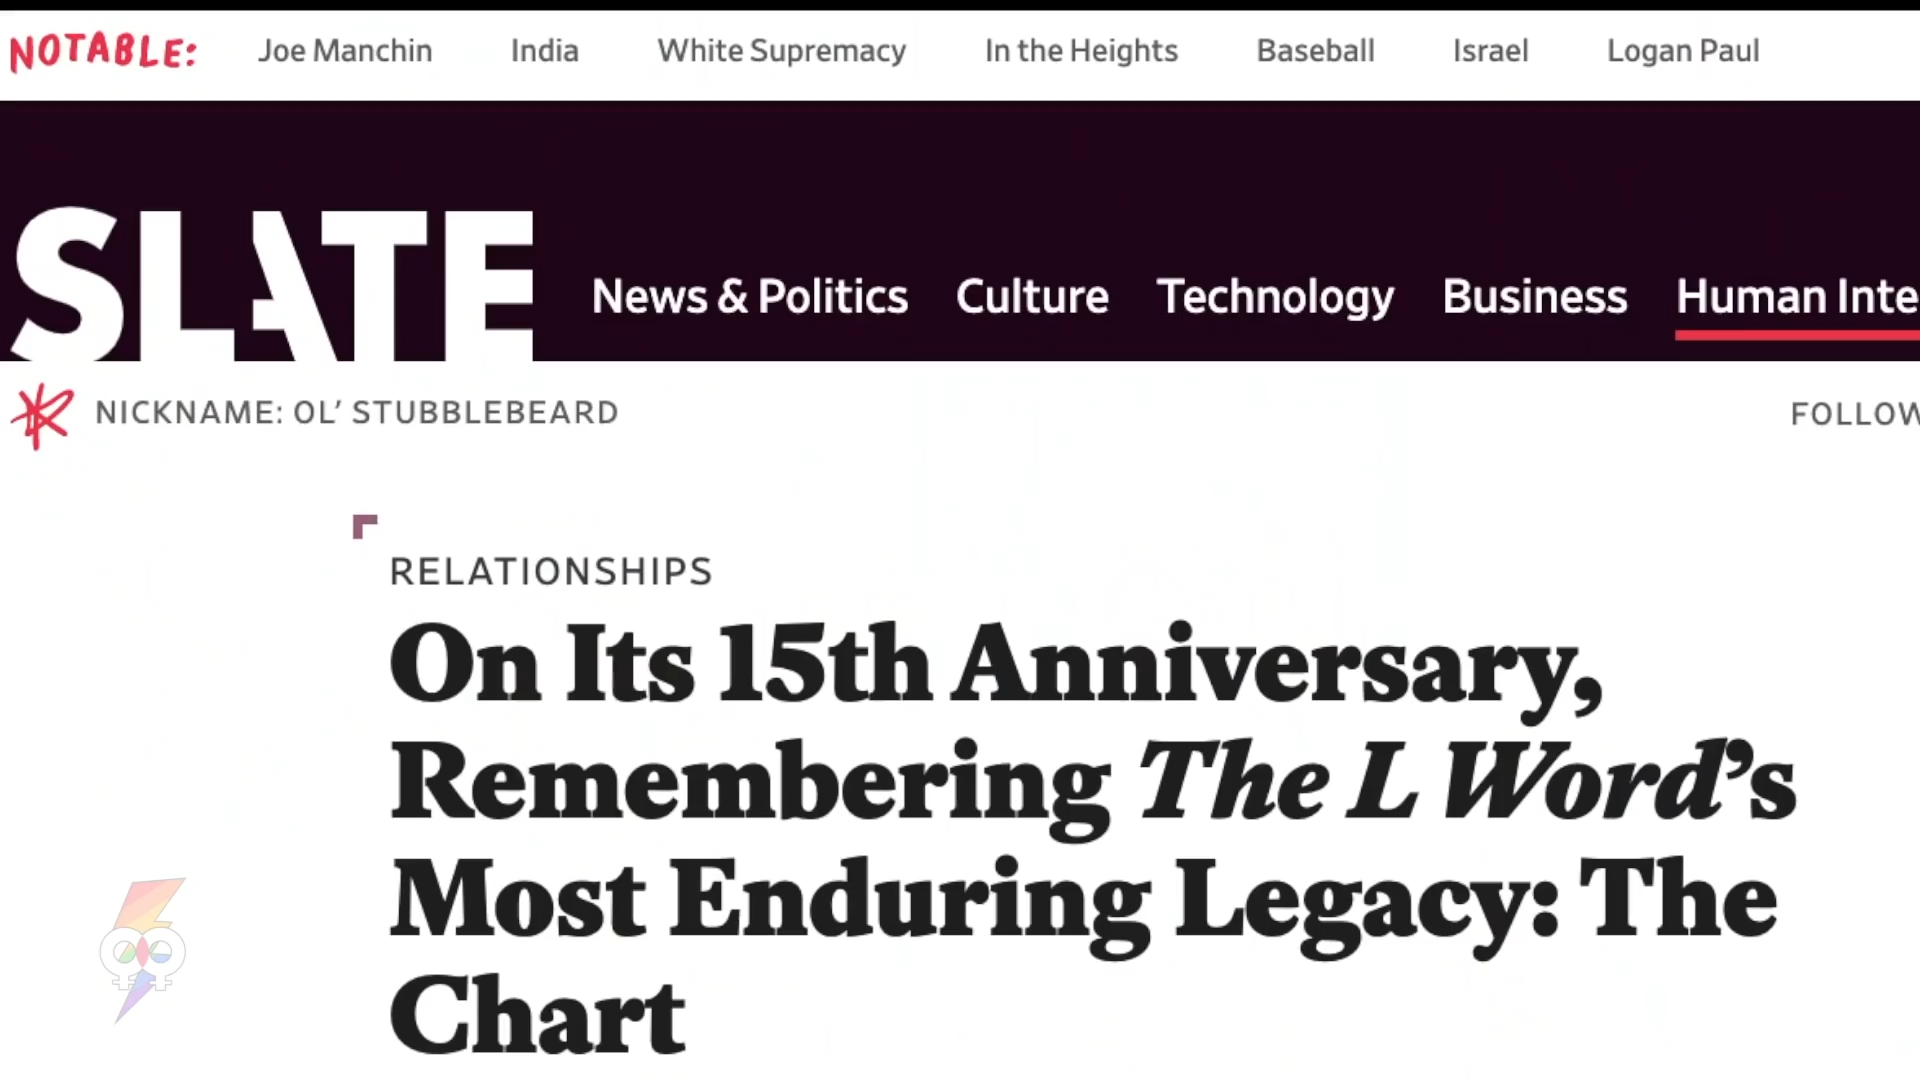 NOTABLE: Joe Manchin India White Supremacy In the Heights Baseball Israel Logan Paul
SLATE News & Politics Culture Technology Business Human Inte
NICKNAME: OL’ STUBBLEBEARD FOLLOW
RELATIONSHIPS
On Its 15th Anniversary,
Remembering The L Word’s
Most Enduring Legacy: The
Chart